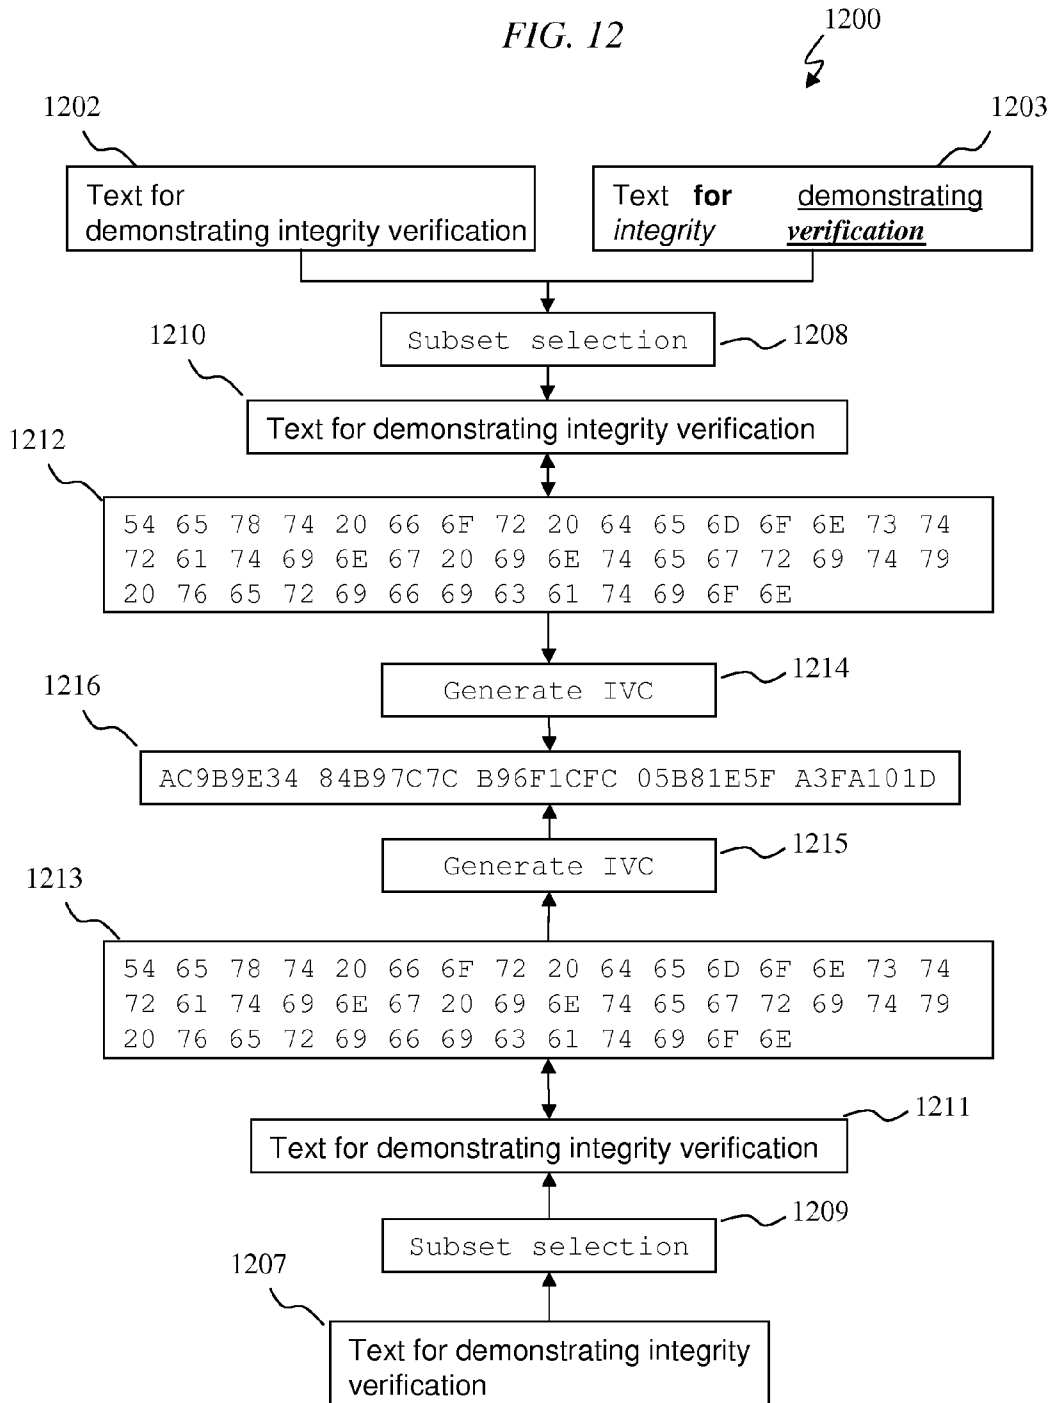 FIG. 12
1200
1202
1203
Text for
demonstrating integrity verification
Text for demonstrating
integrity verification
1210
Subset selection
1208
Text for demonstrating integrity verification
1212
54 65 78 74 20 66 6F 72 20 64 65 6D 6F 6E 73 74
72 61 74 69 6E 67 20 69 6E 74 65 67 72 69 74 79
20 76 65 72 69 66 69 63 61 74 69 6F 6E
1214
Generate IVC
1216
AC9B9E34 84B97C7C B96F1CFC 05B81E5F A3FA101D
1215
Generate IVC
1213
54 65 78 74 20 66 6F 72 20 64 65 6D 6F 6E 73 74
72 61 74 69 6E 67 20 69 6E 74 65 67 72 69 74 79
20 76 65 72 69 66 69 63 61 74 69 6F 6E
1211
Text for demonstrating integrity verification
1209
Subset selection
1207
Text for demonstrating integrity
verification